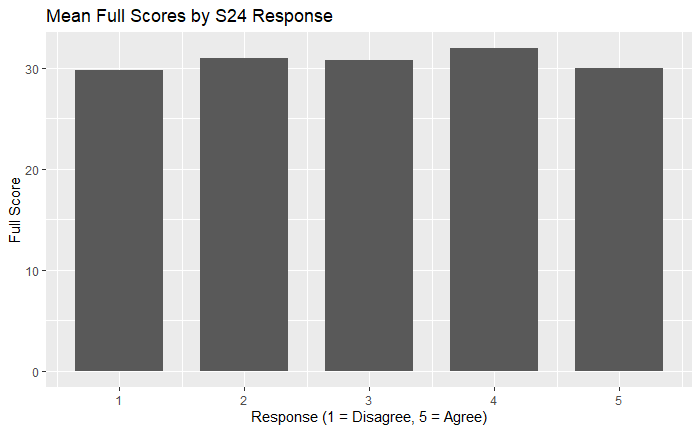 Mean Full Scores by S24 Response
Full Score
30
20
10
0
1 2 3 4 5
Response (1 = Disagree, 5 = Agree)